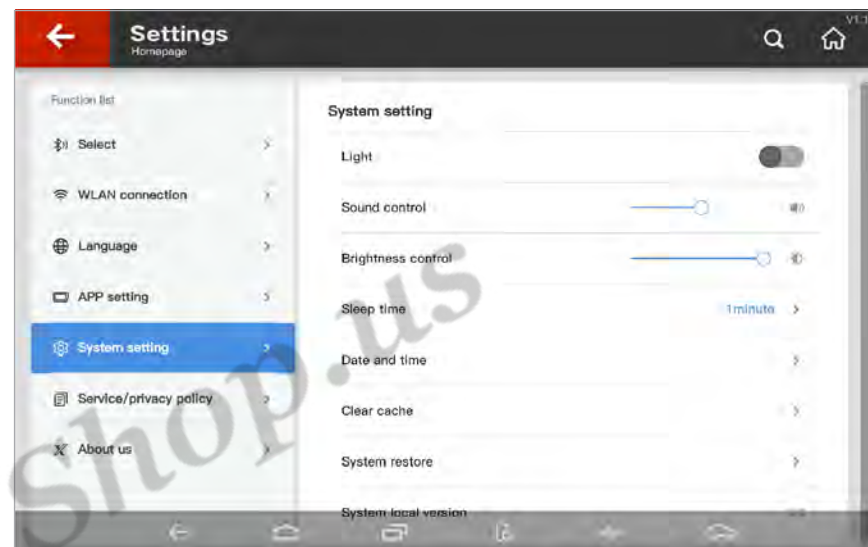 Settings
Homepage
V1.1
Function list
Select
WLAN connection
Language
APP setting
System setting
Service/privacy policy
About us
System setting
Light
Sound control
Brightness control
Sleep time
1minute
Date and time
Clear cache
System restore
System local version
Shop.us